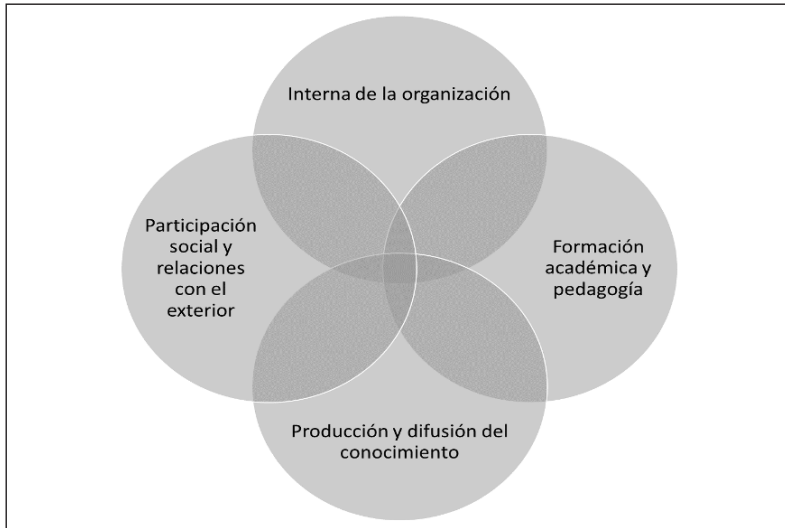 Interna de la organización
Participación
social y
relaciones
con el
exterior
Formación
académica y
pedagogía
Producción y difusión del
conocimiento